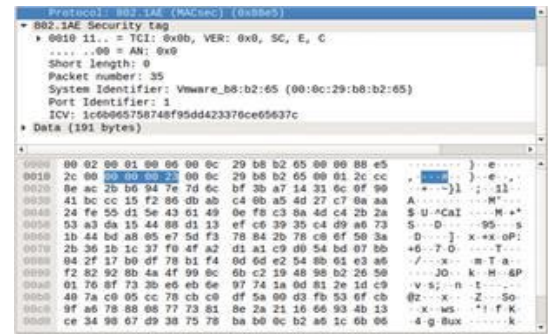 Protocol: 802.1AE (MACsec) (0x88e5)
802.1AE Security tag
0010 11.. = TCI: 0x0b, VER: 0x0, SC, E, C
.... ..00 = AN: 0x0
Short length: 0
Packet number: 35
System Identifier: Vmware_b8:b2:65 (00:0c:29:b8:b2:65)
Port Identifier: 1
ICV: 1c6b065758748f95dd423376ce65637c
Data (191 bytes)
0000 00 02 00 01 00 06 00 0c 29 b8 b2 65 00 00 88 e5 ........ )..e....
0010 2c 00 00 00 00 23 00 0c 29 b8 b2 65 00 01 2c cc ,....#.. )..e..,.
0020 8e ac 2b b6 94 7e 7d 6c bf 3b a7 14 31 6c 0f 90 ..+..~}l .;..1l..
0030 41 bc cc 15 f2 86 db ab c4 0b a5 4d 27 c7 0a aa A....... ...M'...
0040 24 fe 55 d1 5e 43 61 49 0e f8 c3 8a 4d c4 2b 2a $.U.^CaI ....M.+*
0050 53 a3 da 15 44 88 d1 13 ef c6 39 35 c4 d9 a6 73 S...D... ..95...s
0060 1b 44 bd a8 05 e7 5d f3 78 84 2b 78 c0 6f 50 3a .D....]. x.+x.oP:
0070 2b 36 1b 1c 37 f0 4f a2 d1 a1 c9 d0 54 bd 07 bb +6..7.O. ....T...
0080 04 2f 17 b0 df 78 b1 f4 0d 6d e2 54 8b 61 e3 a6 ./...x.. .m.T.a..
0090 f2 82 92 8b 4a 4f 99 0c 6b c2 19 48 98 b2 26 50 ....JO.. k..H..&P
00a0 01 76 8f 73 3b e6 eb 6e 97 74 1a 0d 81 2e 1d c9 .v.s;..n .t......
00b0 40 7a c0 05 cc 78 cb c0 df 5a 00 d3 fb 53 6f cb @z...x.. .Z...So.
00c0 9f a6 78 88 08 77 73 81 8e 2a 21 16 66 93 4b 13 ..x..ws. .*!.f.K.
00d0 ce 34 98 67 d9 38 75 78 ba b0 0c b2 a6 1c 6b 06 .4.g.8ux ......k.